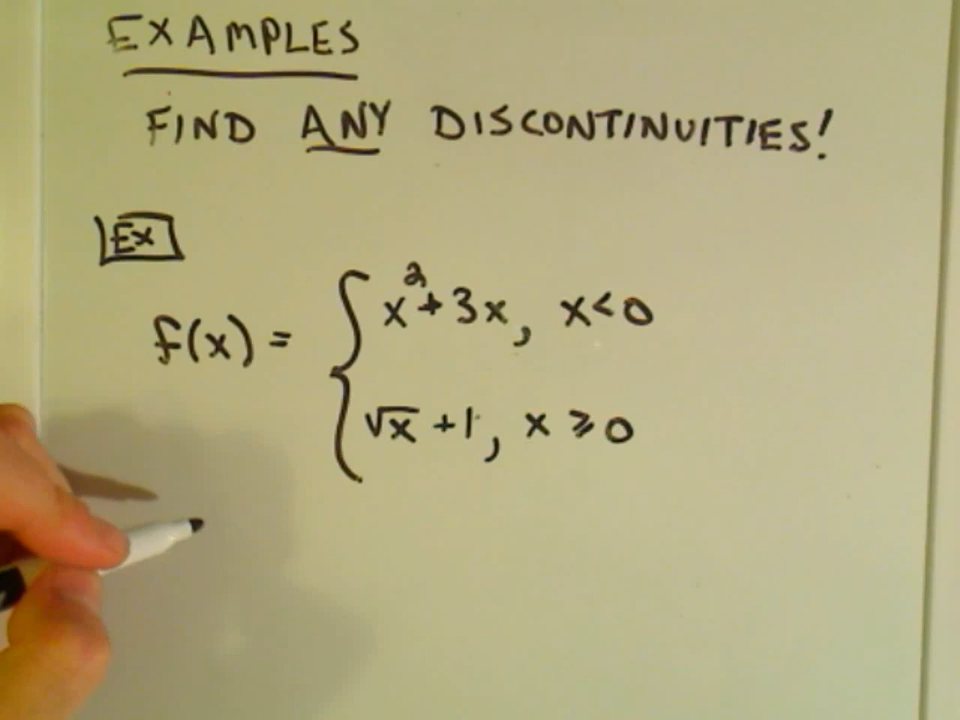 EXAMPLES
FIND ANY DISCONTINUITIES!
Ex
f(x) = { x²+3x, x<0
√x +1, x ≥ 0